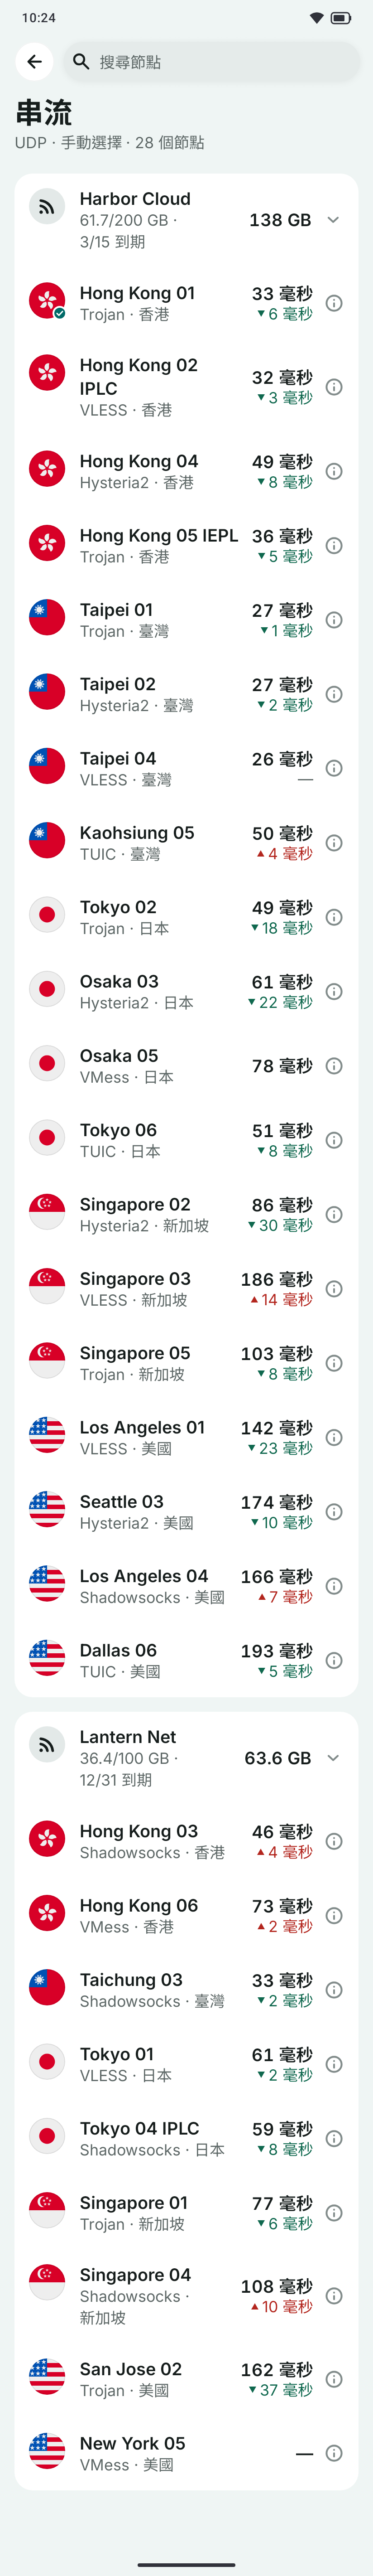 10:24
搜尋節點
串流
UDP · 手動選擇 · 28 個節點
Harbor Cloud
61.7/200 GB ·
3/15 到期
138 GB
Hong Kong 01
Trojan · 香港
33 毫秒
▼6 毫秒
Hong Kong 02
IPLC
VLESS · 香港
32 毫秒
▼3 毫秒
Hong Kong 04
Hysteria2 · 香港
49 毫秒
▼8 毫秒
Hong Kong 05 IEPL
Trojan · 香港
36 毫秒
▼5 毫秒
Taipei 01
Trojan · 臺灣
27 毫秒
▼1 毫秒
Taipei 02
Hysteria2 · 臺灣
27 毫秒
▼2 毫秒
Taipei 04
VLESS · 臺灣
26 毫秒
—
Kaohsiung 05
TUIC · 臺灣
50 毫秒
▲4 毫秒
Tokyo 02
Trojan · 日本
49 毫秒
▼18 毫秒
Osaka 03
Hysteria2 · 日本
61 毫秒
▼22 毫秒
Osaka 05
VMess · 日本
78 毫秒
Tokyo 06
TUIC · 日本
51 毫秒
▼8 毫秒
Singapore 02
Hysteria2 · 新加坡
86 毫秒
▼30 毫秒
Singapore 03
VLESS · 新加坡
186 毫秒
▲14 毫秒
Singapore 05
Trojan · 新加坡
103 毫秒
▼8 毫秒
Los Angeles 01
VLESS · 美國
142 毫秒
▼23 毫秒
Seattle 03
Hysteria2 · 美國
174 毫秒
▼10 毫秒
Los Angeles 04
Shadowsocks · 美國
166 毫秒
▲7 毫秒
Dallas 06
TUIC · 美國
193 毫秒
▼5 毫秒
Lantern Net
36.4/100 GB ·
12/31 到期
63.6 GB
Hong Kong 03
Shadowsocks · 香港
46 毫秒
▲4 毫秒
Hong Kong 06
VMess · 香港
73 毫秒
▲2 毫秒
Taichung 03
Shadowsocks · 臺灣
33 毫秒
▼2 毫秒
Tokyo 01
VLESS · 日本
61 毫秒
▼2 毫秒
Tokyo 04 IPLC
Shadowsocks · 日本
59 毫秒
▼8 毫秒
Singapore 01
Trojan · 新加坡
77 毫秒
▼6 毫秒
Singapore 04
Shadowsocks ·
新加坡
108 毫秒
▲10 毫秒
San Jose 02
Trojan · 美國
162 毫秒
▼37 毫秒
New York 05
VMess · 美國
—